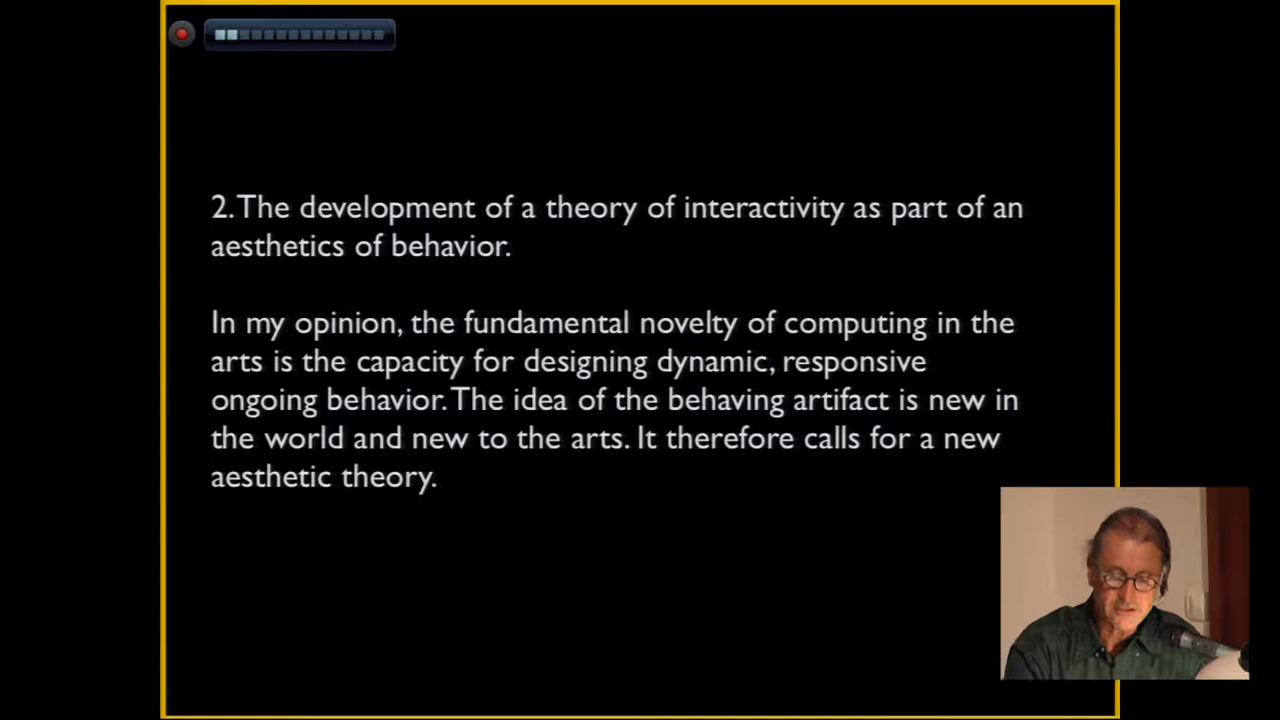 2. The development of a theory of interactivity as part of an
aesthetics of behavior.
In my opinion, the fundamental novelty of computing in the
arts is the capacity for designing dynamic, responsive
ongoing behavior. The idea of the behaving artifact is new in
the world and new to the arts. It therefore calls for a new
aesthetic theory.